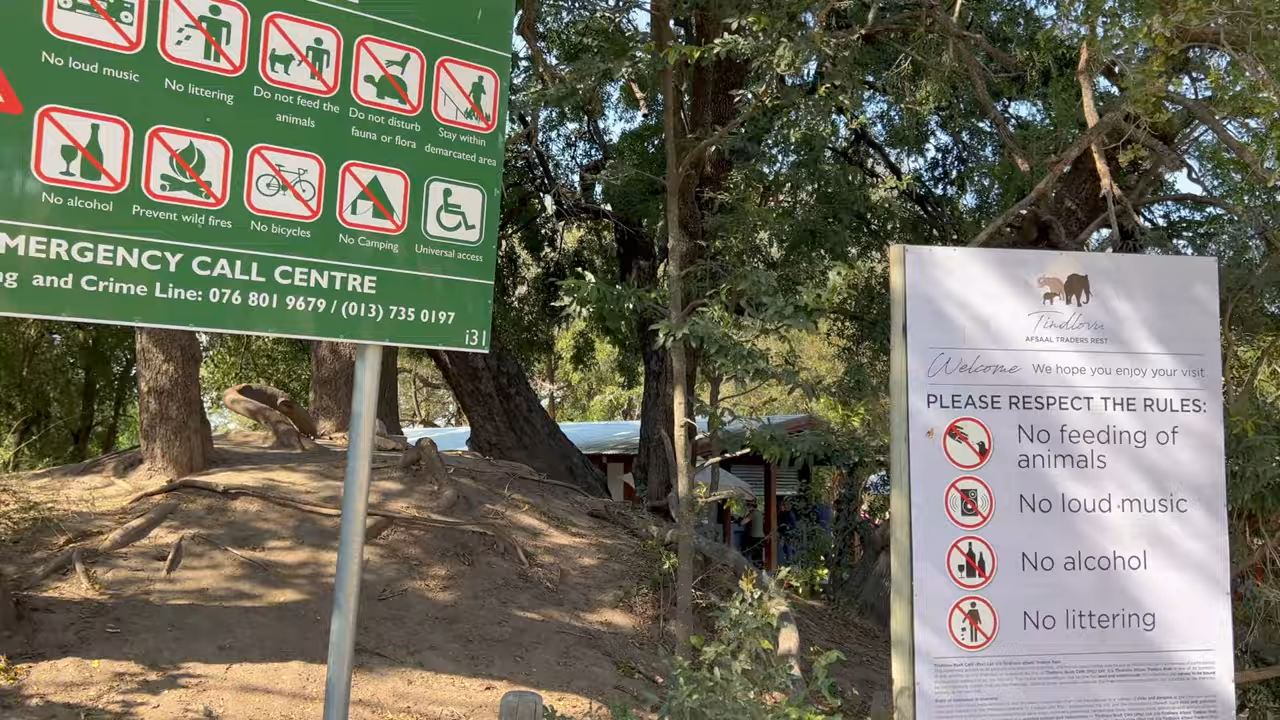 No loud music
No littering
Do not feed the
animals
Do not disturb
fauna or flora
Stay within
demarcated area
No alcohol
Prevent wild fires
No bicycles
No Camping
Universal access
MERGENCY CALL CENTRE
ng and Crime Line: 076 801 9679 / (013) 735 0197
i31
Tindlovu
AFSAAL TRADERS REST
Welcome We hope you enjoy your visit
PLEASE RESPECT THE RULES:
No feeding of
animals
No loud music
No alcohol
No littering